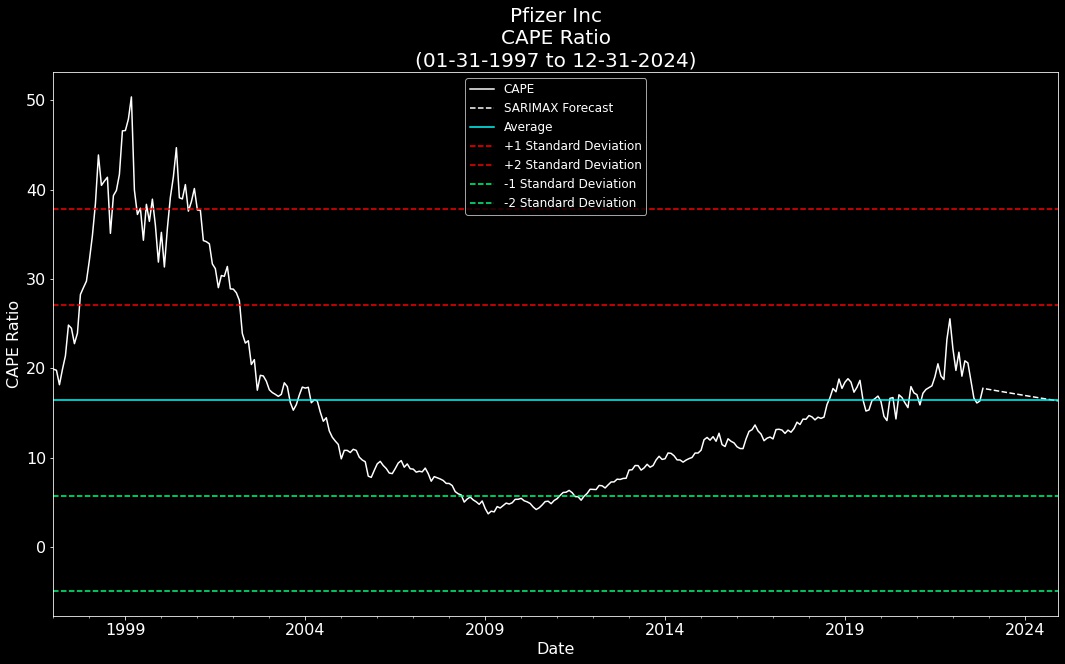 Pfizer Inc
CAPE Ratio
(01-31-1997 to 12-31-2024)
CAPE
SARIMAX Forecast
Average
+1 Standard Deviation
+2 Standard Deviation
-1 Standard Deviation
-2 Standard Deviation
CAPE Ratio
50
40
30
20
10
0
1999
2004
2009
2014
2019
2024
Date